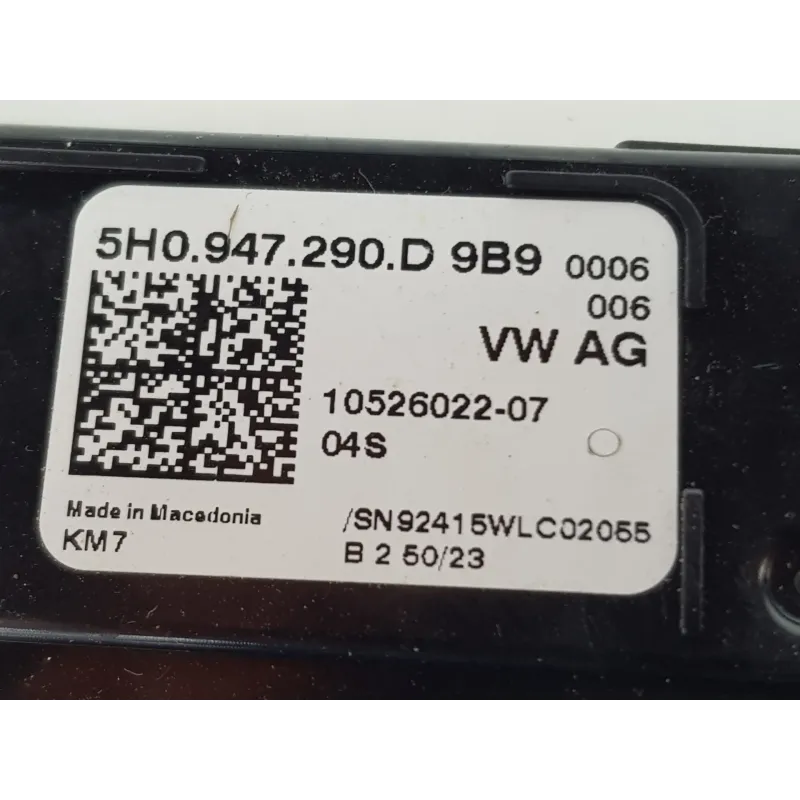 5H0.947.290.D 9B9 0006
006
VW AG
10526022-07
04S
Made in Macedonia
/SN92415WLC02055
KM7
B 2 50/23